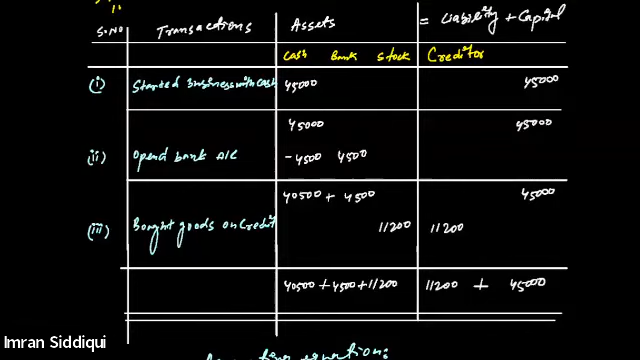 S.NO Transactions Assets = Liability + Capital
Cash Bank Stock Creditor
(i) Started Business with Cash 45000 45000
45000 45000
(ii) Opend bank A/C -4500 4500
40500 + 4500 45000
(iii) Bought goods on Credit 11200 11200
40500 + 4500 + 11200 11200 + 45000
Imran Siddiqui
equation: